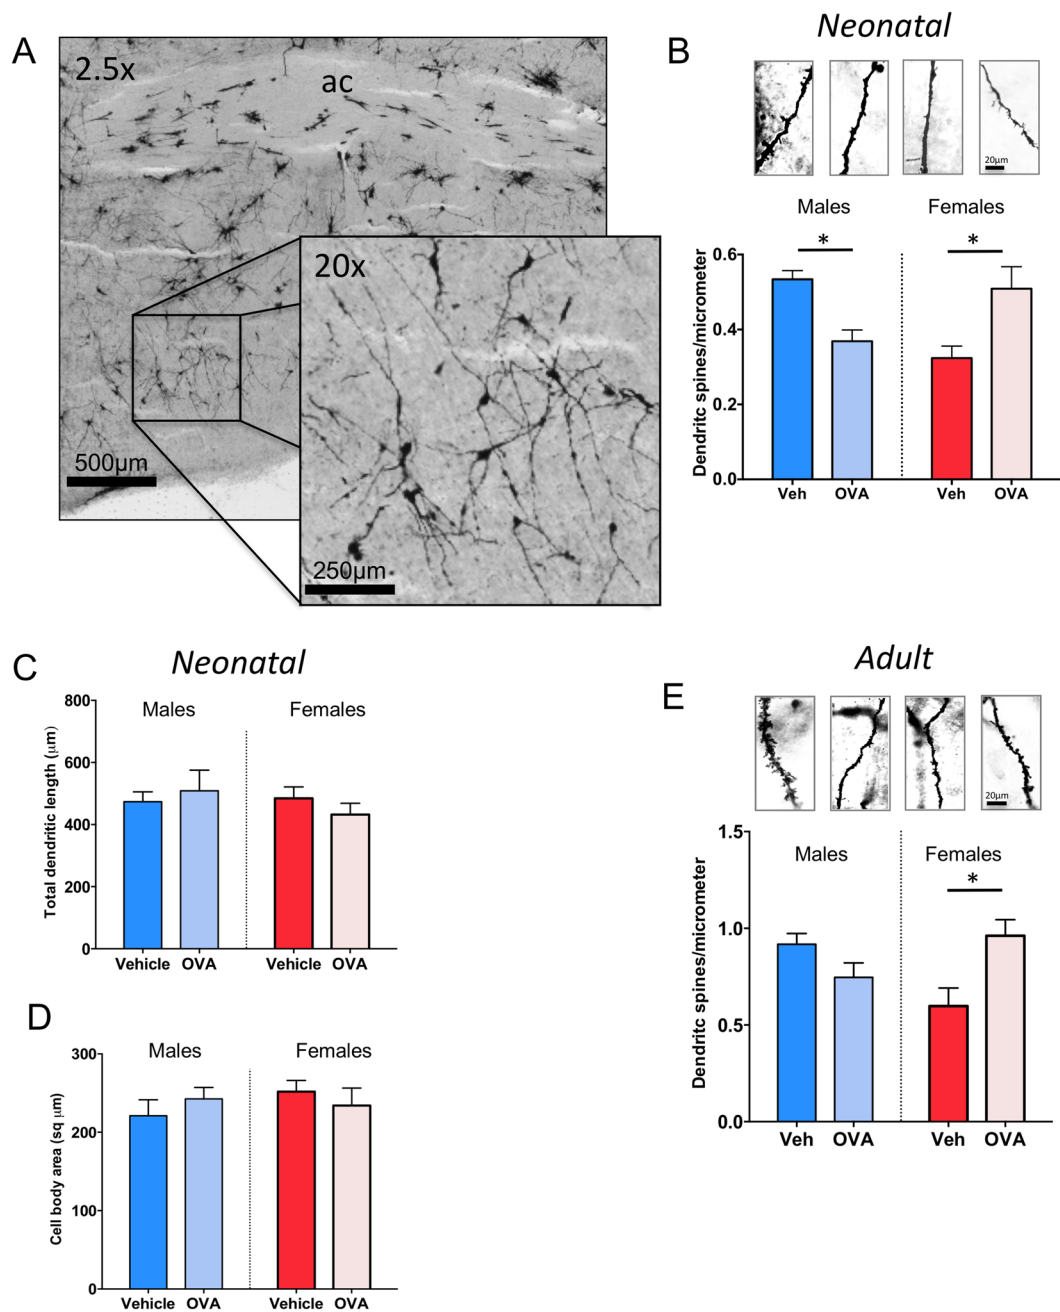 A
2.5x
ac
20x
500µm
250µm
Neonatal
B
20µm
Males Females
* *
Dendritc spines/micrometer
0.6
0.4
0.2
0.0
Veh OVA Veh OVA
C
Neonatal
Males Females
Total dendritic length (µm)
800
600
400
200
0
Vehicle OVA Vehicle OVA
D
Males Females
Cell body area (sq µm)
300
200
100
0
Vehicle OVA Vehicle OVA
Adult
E
20µm
Males Females
*
Dendritc spines/micrometer
1.5
1.0
0.5
0.0
Veh OVA Veh OVA